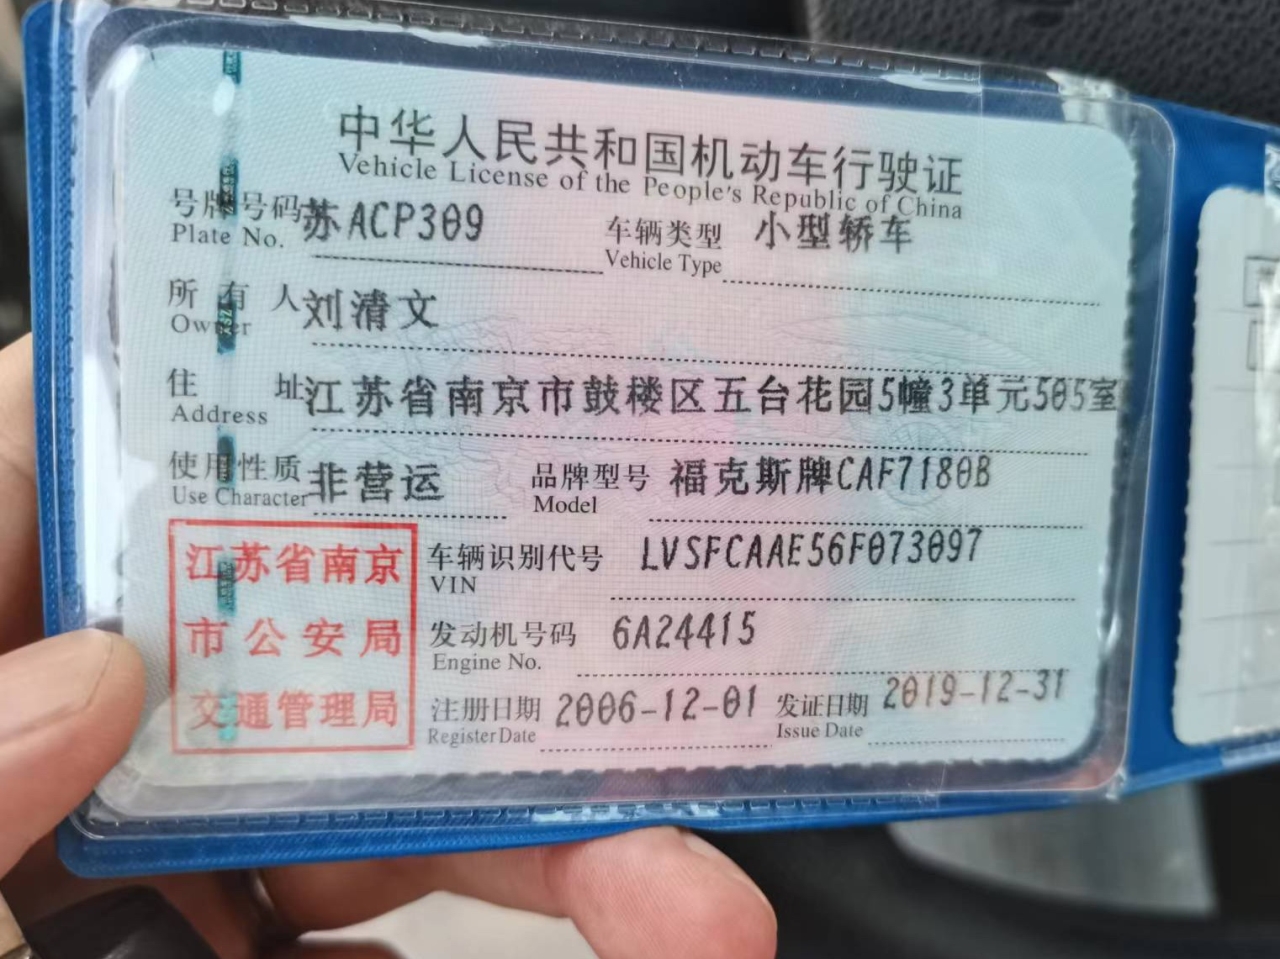 中华人民共和国机动车行驶证
Vehicle License of the People's Republic of China
号牌号码 苏ACP309 车辆类型 小型轿车
Plate No. Vehicle Type
所有人 刘清文
Owner
住址 江苏省南京市鼓楼区五台花园5幢3单元505室
Address
使用性质 非营运 品牌型号 福克斯牌CAF7180B
Use Character Model
江苏省南京
市公安局
交通管理局
车辆识别代号 LVSFCAAE56F073097
VIN
发动机号码 6A24415
Engine No.
注册日期 2006-12-01 发证日期 2019-12-31
Register Date Issue Date